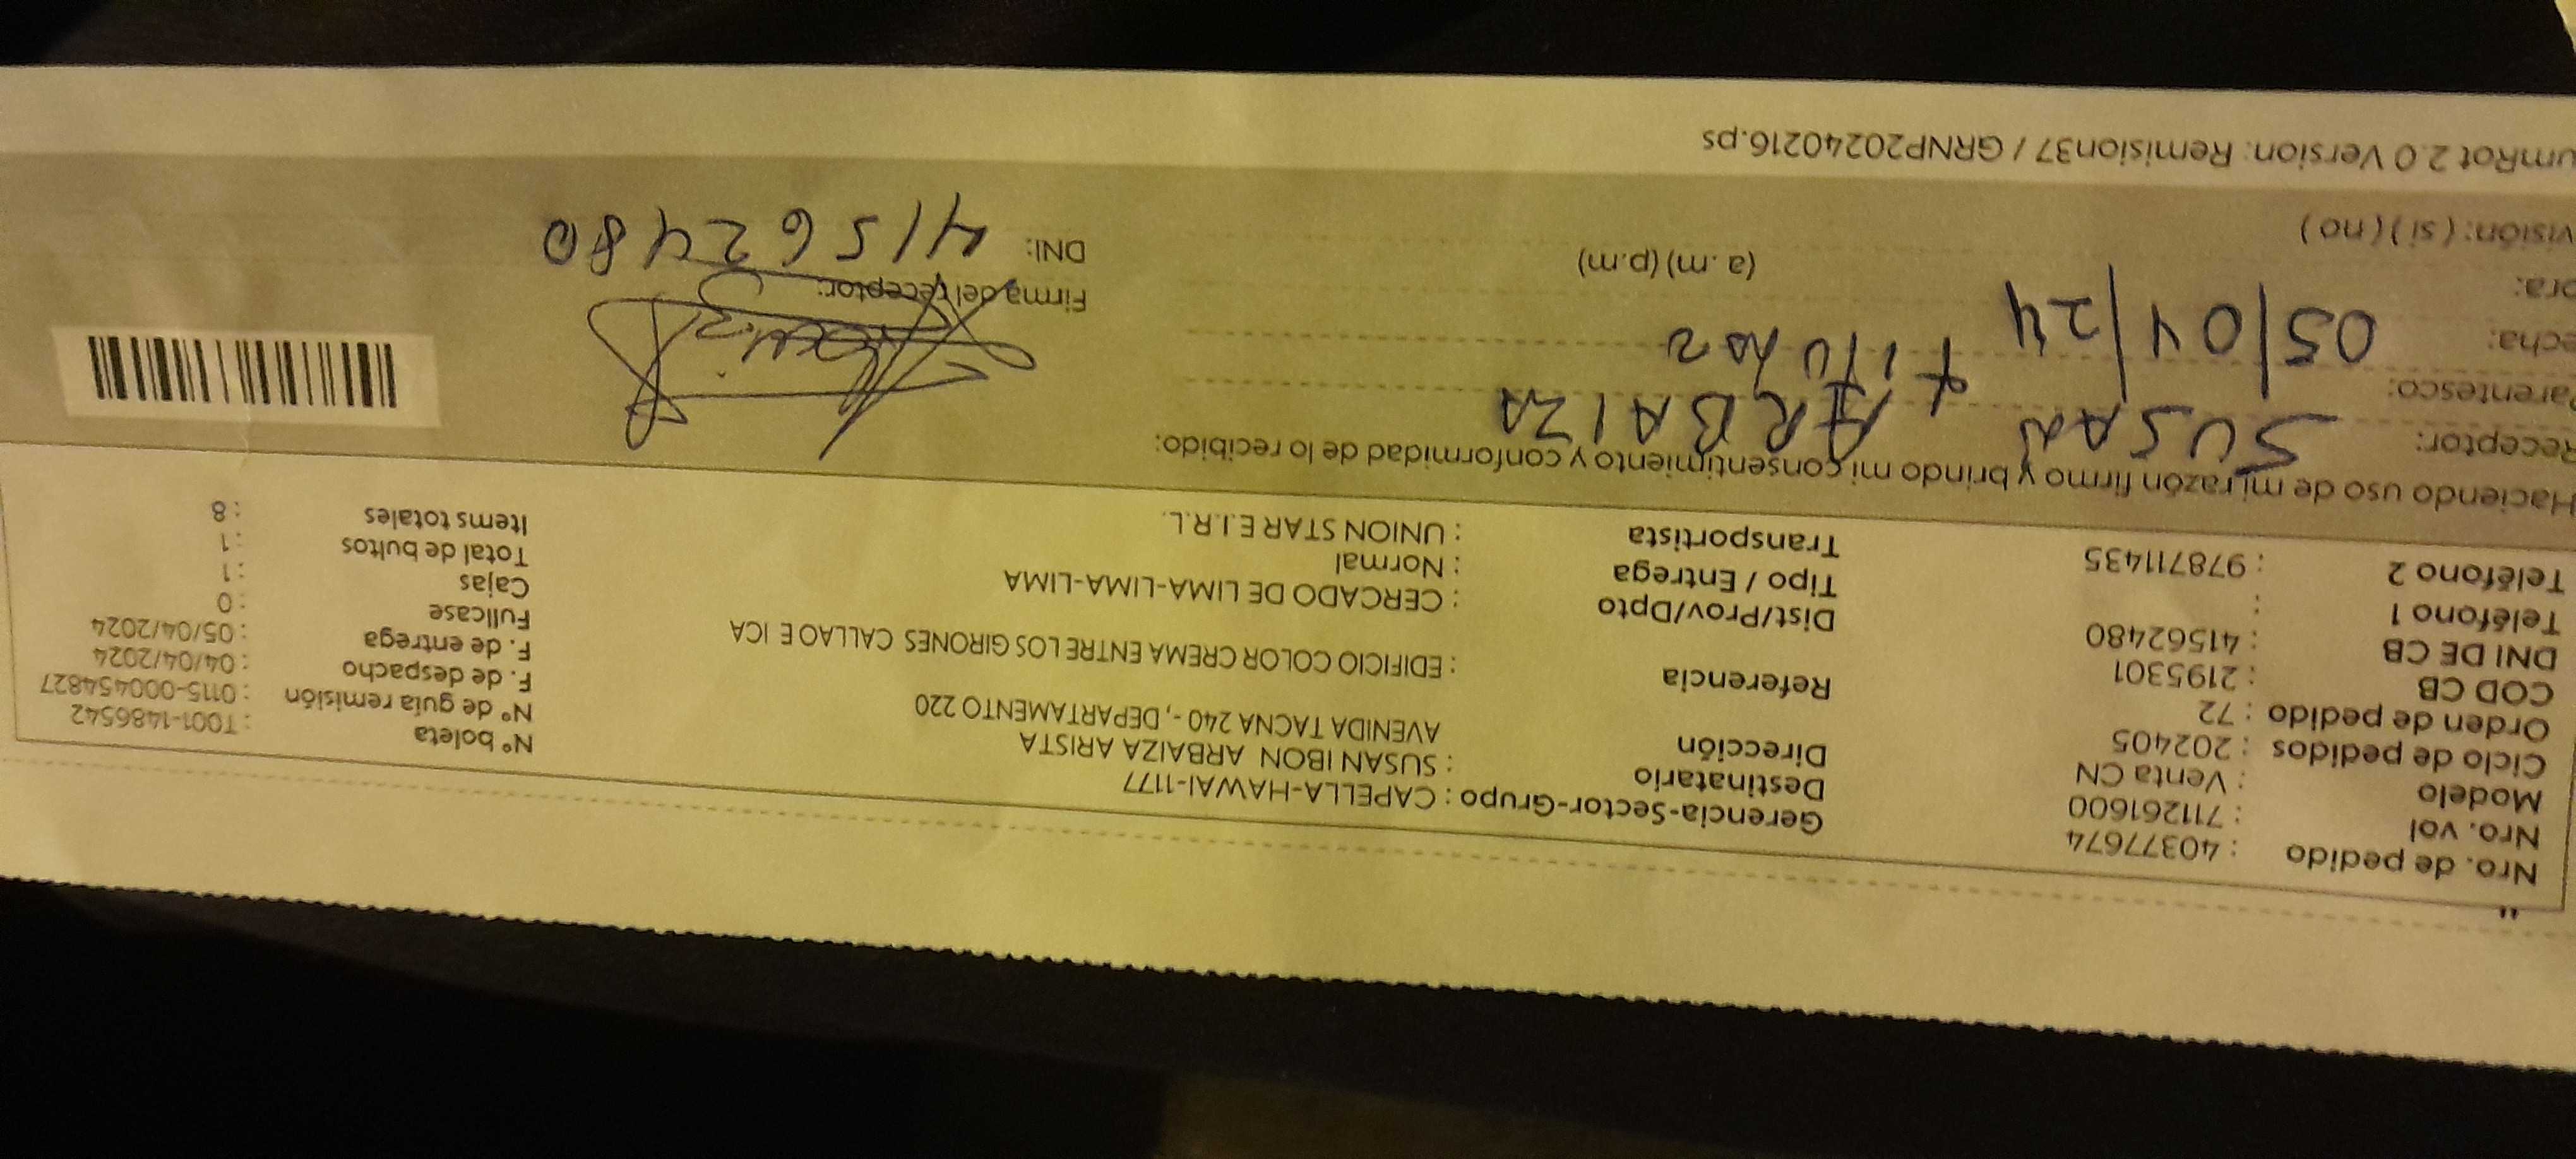 Nro. de pedido : 40377674 Gerencia-Sector-Grupo : CAPELLA-HAWAI-1177 N° boleta : T001-1486542
Nro. vol : 711261600 Destinatario : SUSAN IBON ARBAIZA ARISTA N° de guía remisión : 0115-000454827
Modelo : Venta CN Dirección AVENIDA TACNA 240 -, DEPARTAMENTO 220 F. de despacho : 04/04/2024
Ciclo de pedidos : 202405 Referencia : EDIFICIO COLOR CREMA ENTRE LOS GIRONES CALLAO E ICA F. de entrega : 05/04/2024
Orden de pedido : 72 Dist/Prov/Dpto : CERCADO DE LIMA-LIMA-LIMA Fullcase : 0
COD CB : 2195301 Tipo / Entrega : Normal Cajas : 1
DNI DE CB : 41562480 Transportista : UNION STAR E.I.R.L. Total de bultos : 1
Teléfono 1 : Items totales : 8
Teléfono 2 : 978711435
Haciendo uso de mi razón firmo y brindo mi consentimiento y conformidad de lo recibido:
Receptor: SUSAN ARBAIZA
Parentesco: titular
echa: 05/04/24 Firma del receptor:
ora: (a. m) (p.m) DNI: 41562480
visión: ( si ) ( no )
umRot 2.0 Version: Remision37 / GRNP20240216.ps